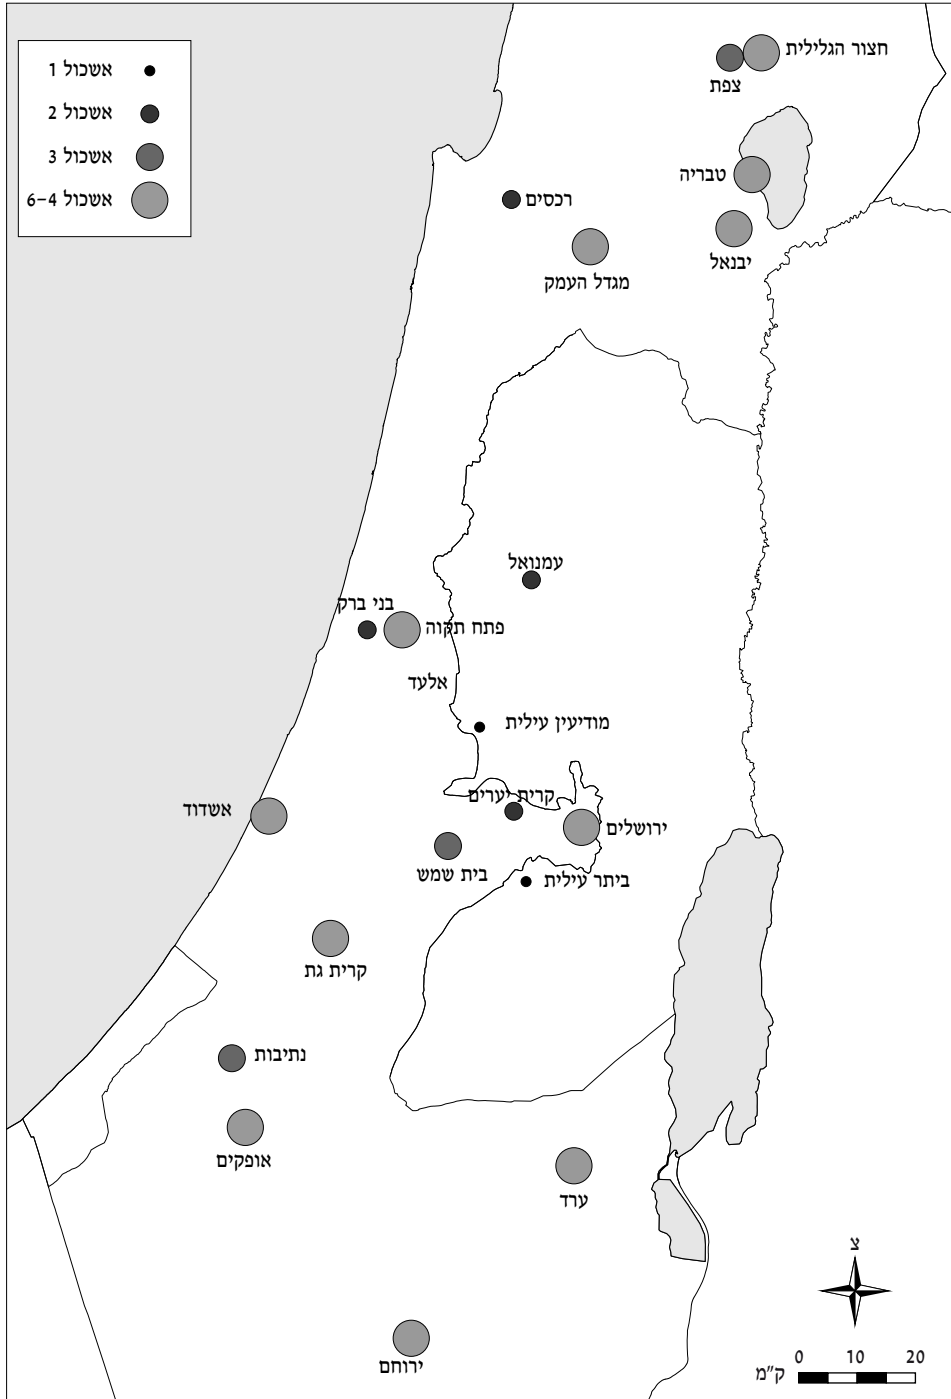 אשכול 1
אשכול 2
אשכול 3
אשכול 6-4
חצור הגלילית
צפת
טבריה
רכסים
יבנאל
מגדל העמק
עמנואל
בני ברק
פתח תקוה
אלעד
מודיעין עילית
קרית יערים
אשדוד
ירושלים
בית שמש
ביתר עילית
קרית גת
נתיבות
אופקים
ערד
צ
ירוחם
0 10 20
ק"מ